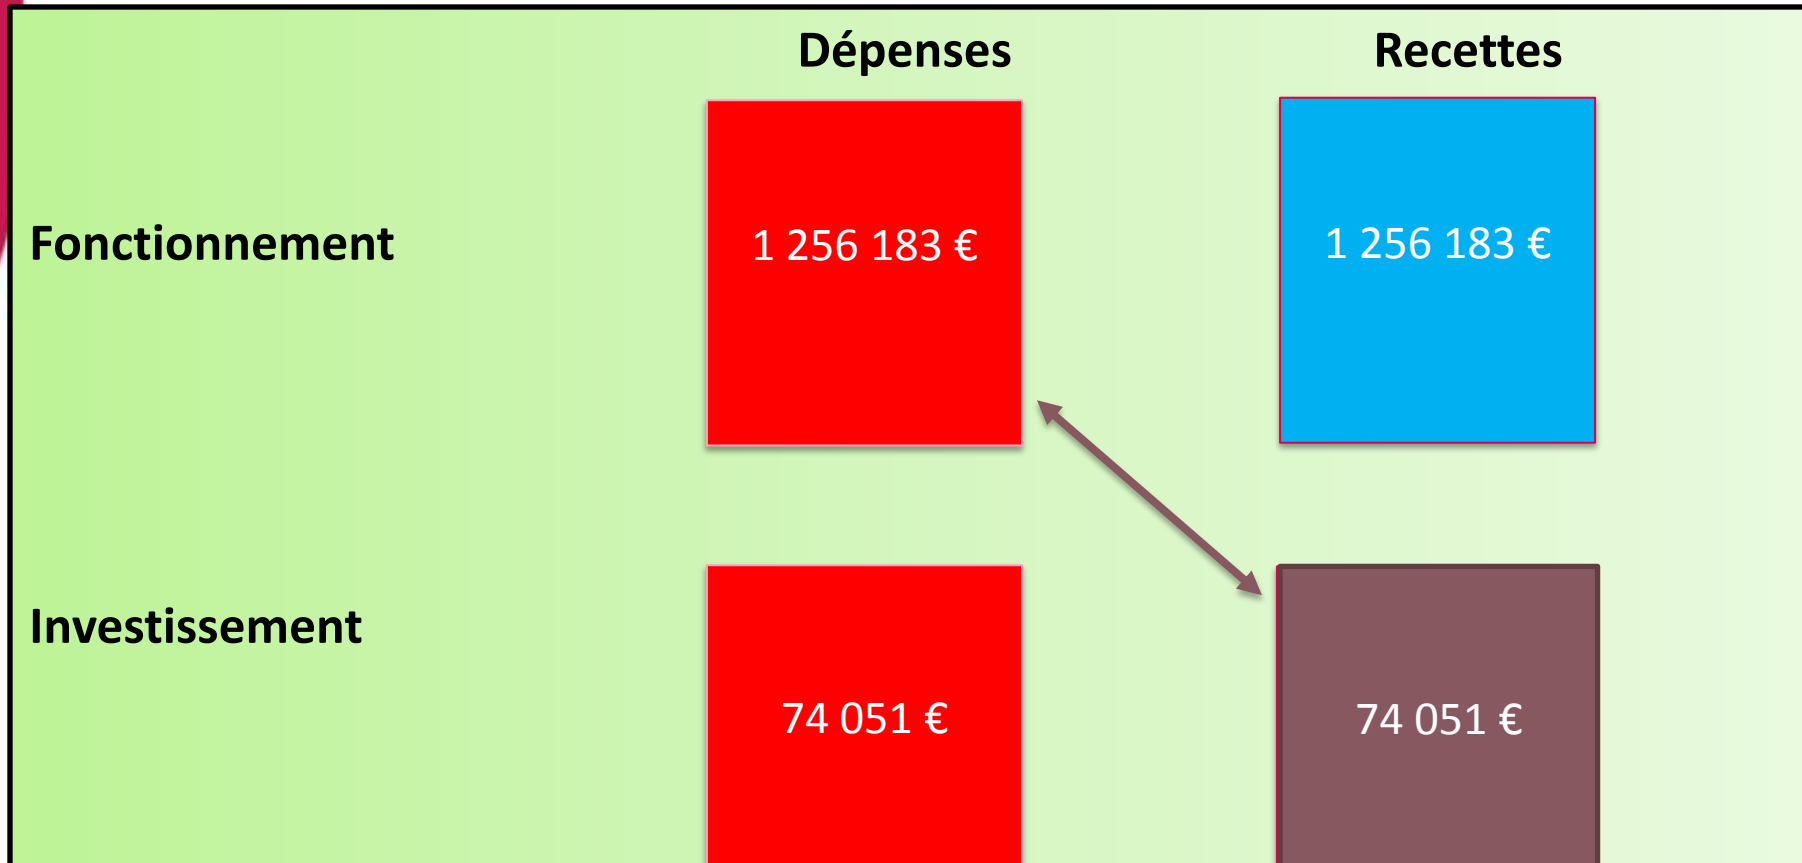 Dépenses Recettes
Fonctionnement 1 256 183 € 1 256 183 €
Investissement
74 051 € 74 051 €